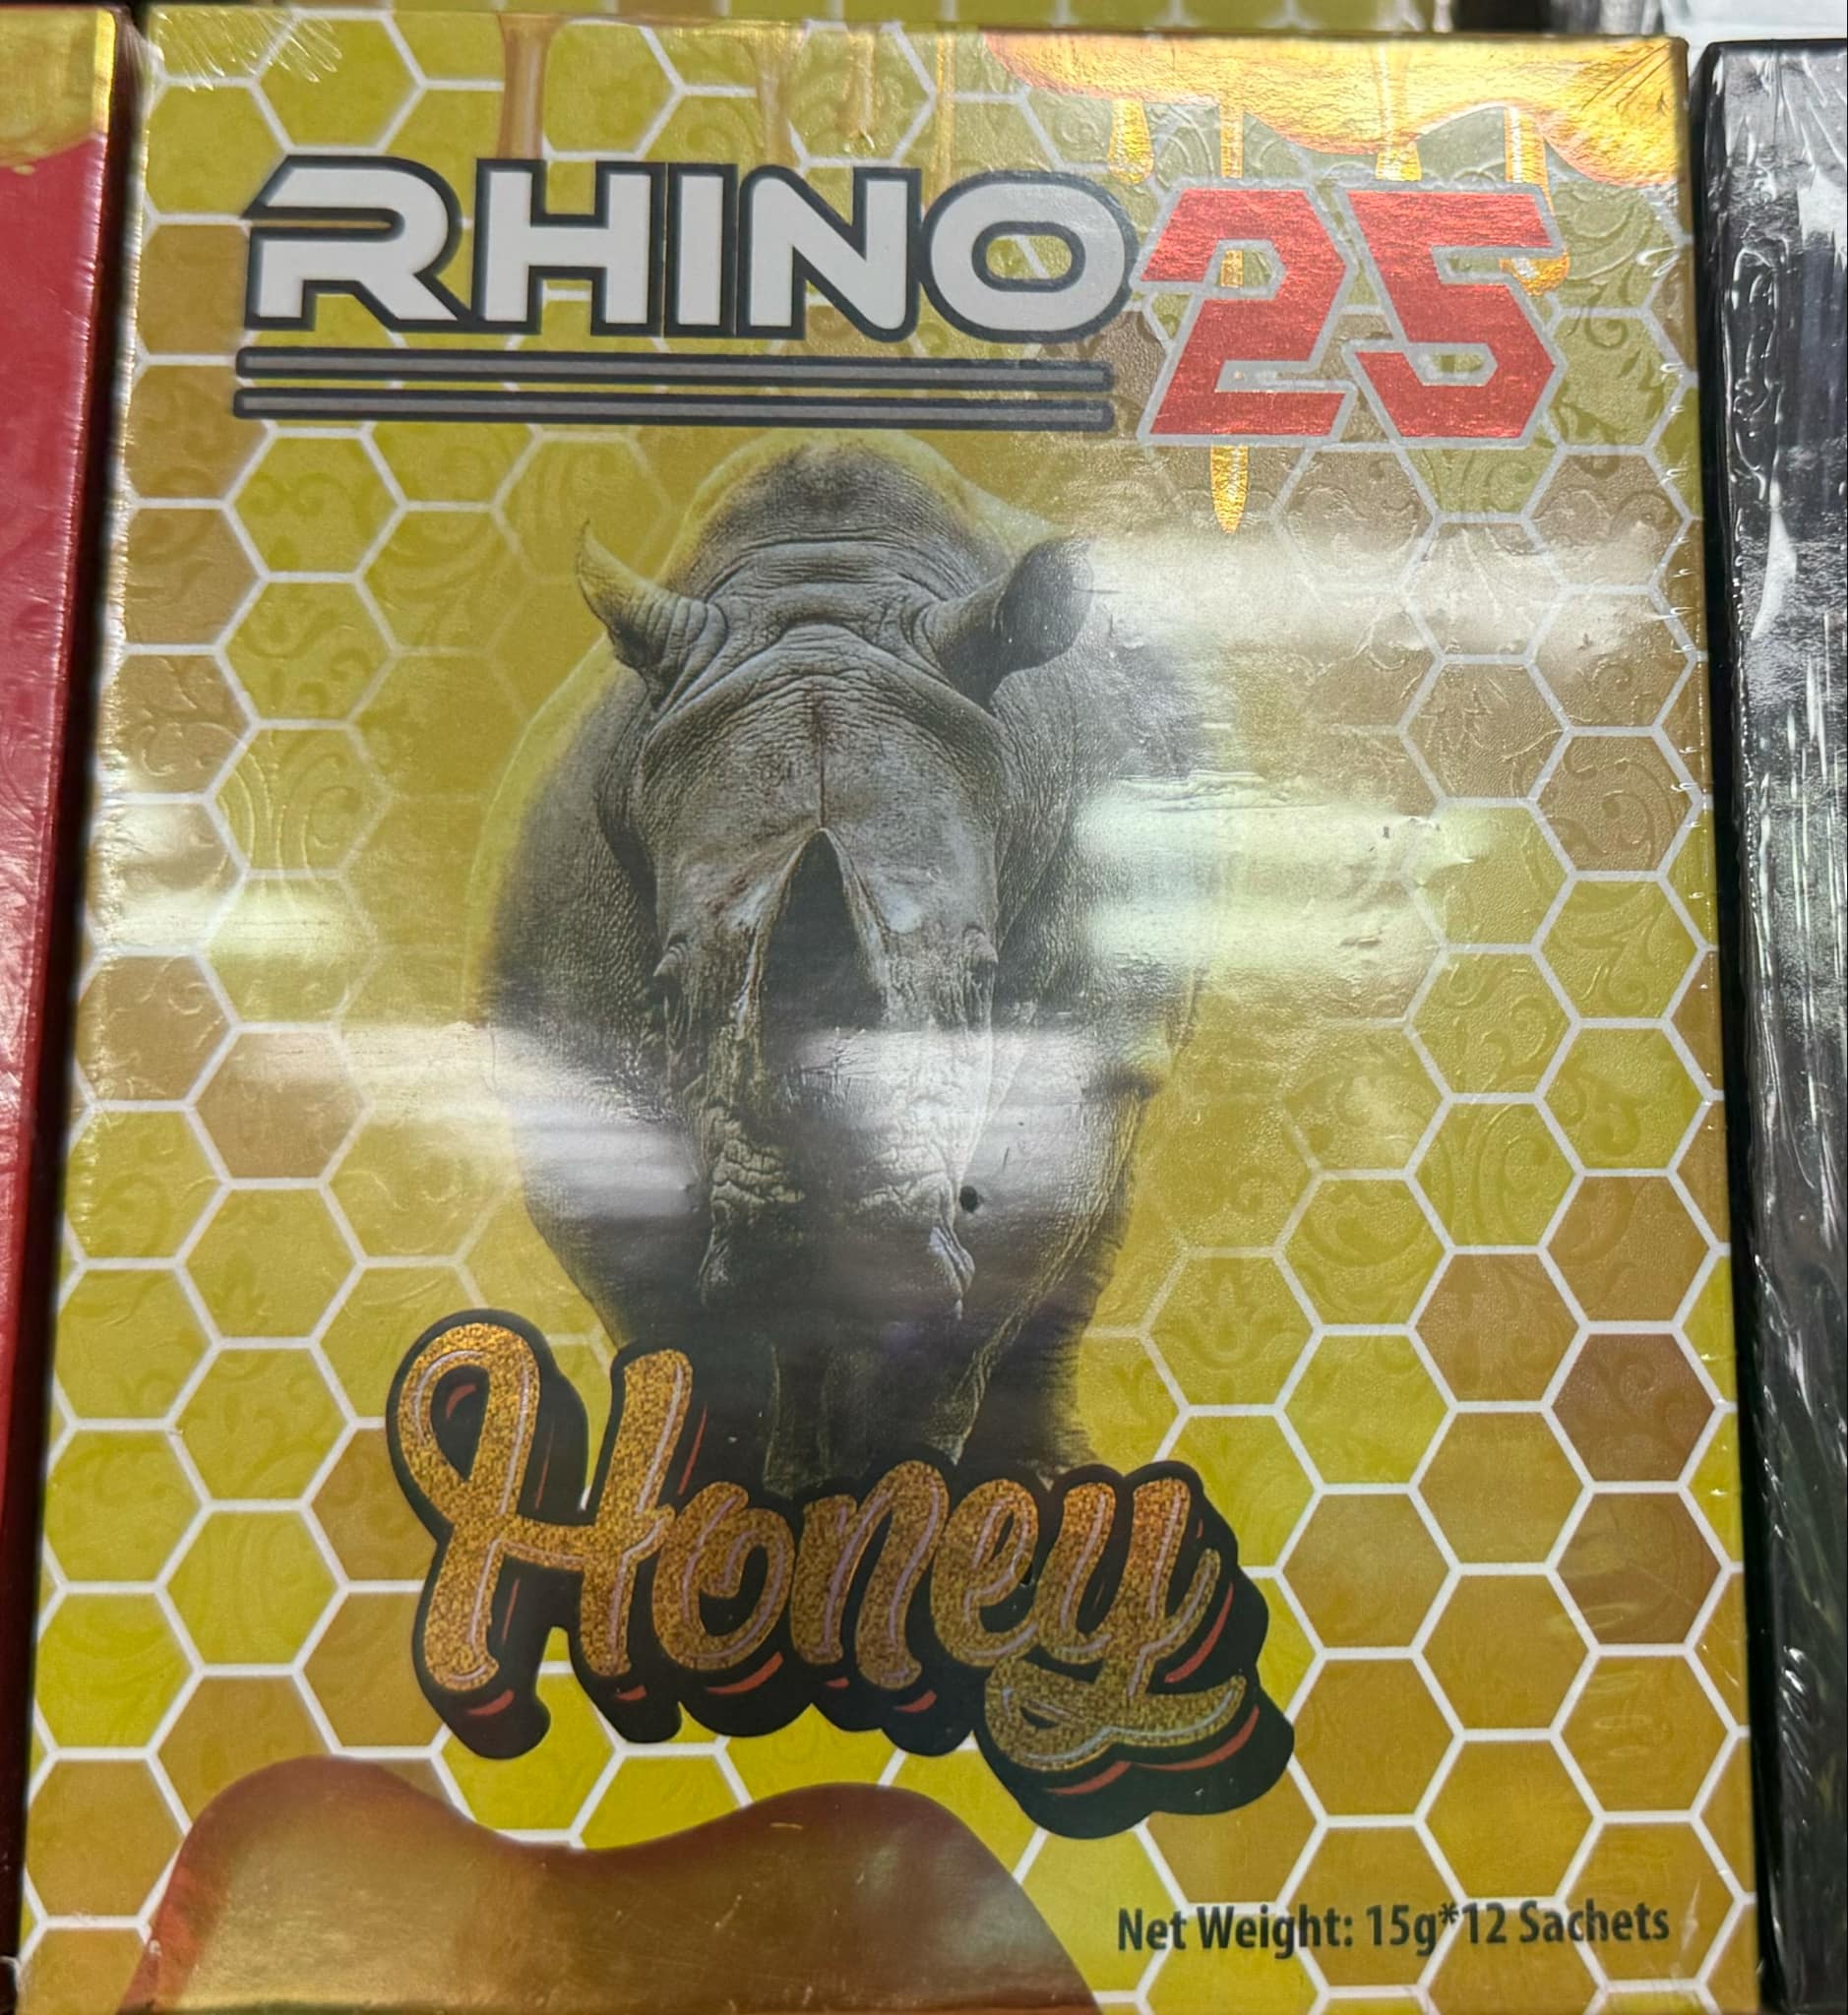 RHINO 25
Honey
Net Weight: 15g*12 Sachets